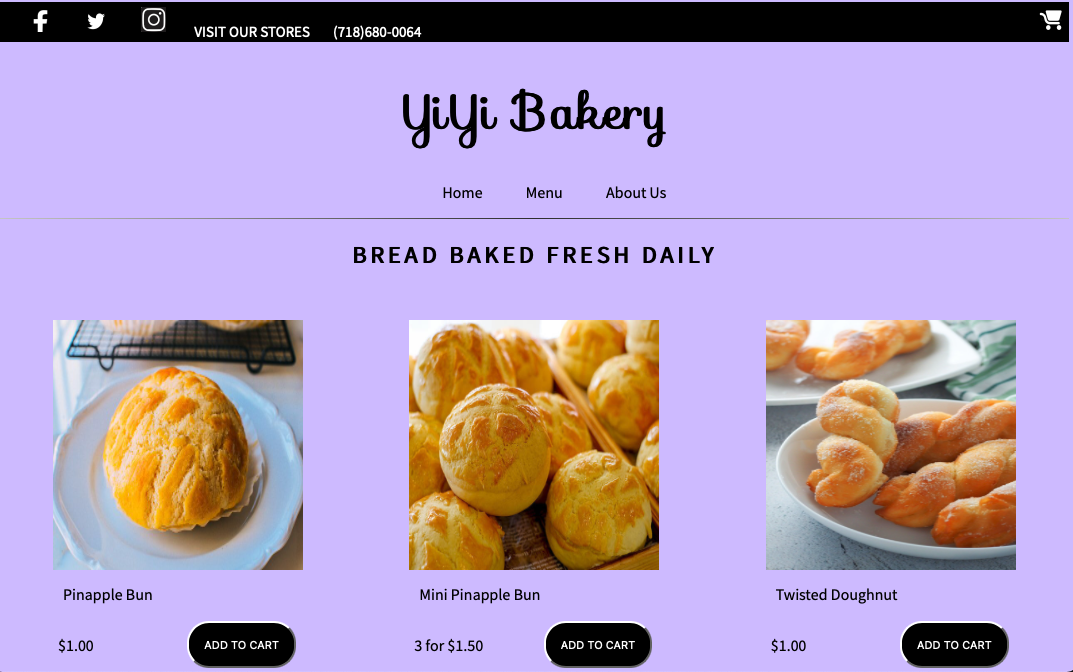 VISIT OUR STORES (718)680-0064
YiYi Bakery
Home Menu About Us
BREAD BAKED FRESH DAILY
Pinapple Bun
$1.00 ADD TO CART
Mini Pinapple Bun
3 for $1.50 ADD TO CART
Twisted Doughnut
$1.00 ADD TO CART